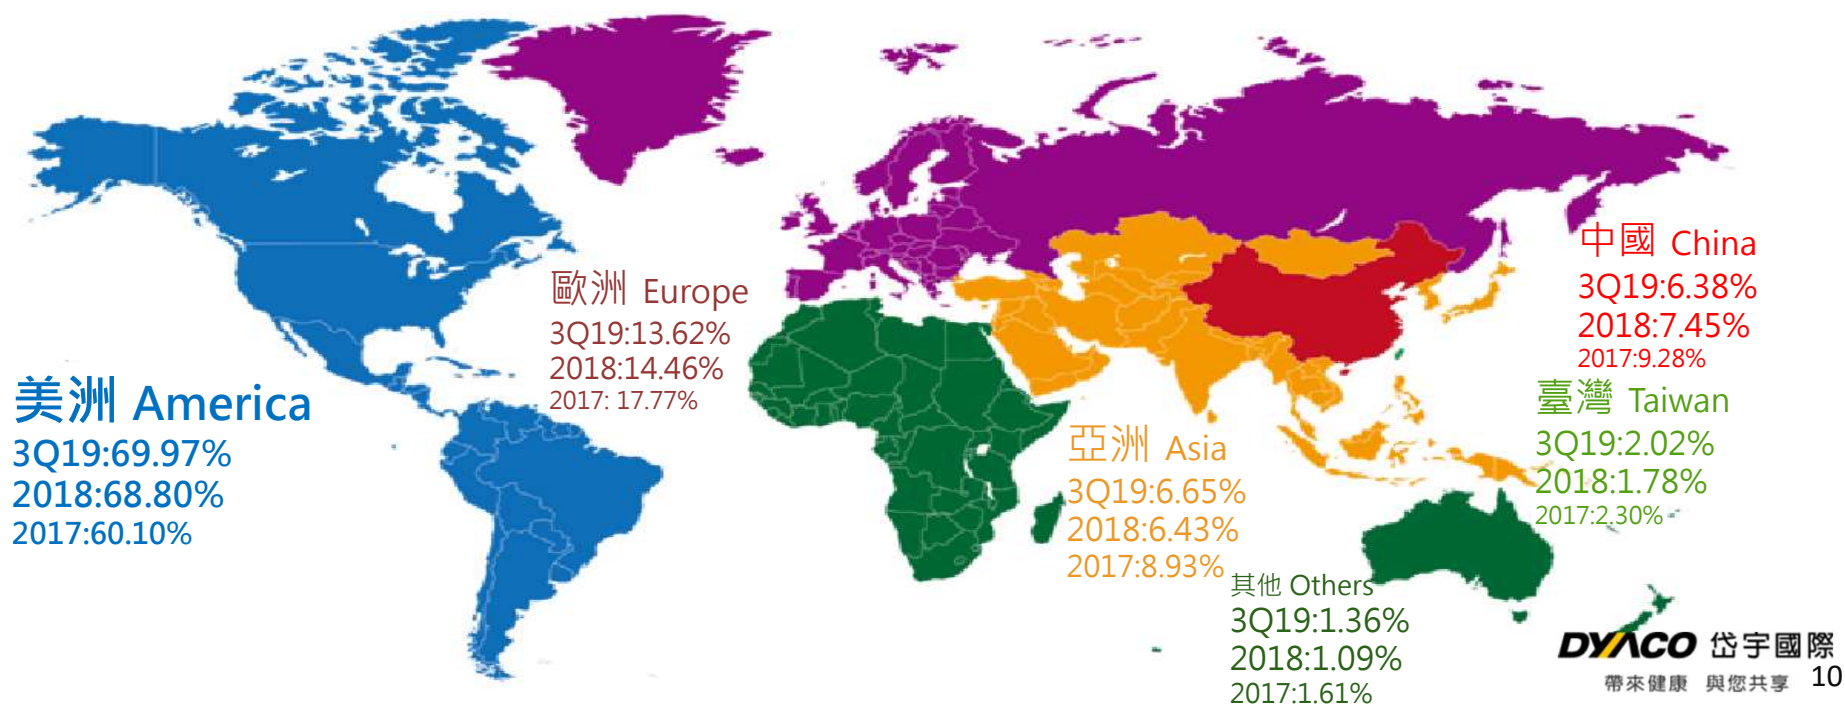 美洲 America
3Q19:69.97%
2018:68.80%
2017:60.10%
歐洲 Europe
3Q19:13.62%
2018:14.46%
2017: 17.77%
亞洲 Asia
3Q19:6.65%
2018:6.43%
2017:8.93%
中國 China
3Q19:6.38%
2018:7.45%
2017:9.28%
臺灣 Taiwan
3Q19:2.02%
2018:1.78%
2017:2.30%
其他 Others
3Q19:1.36%
2018:1.09%
2017:1.61%
DYACO 岱宇國際
帶來健康 與您共享
10